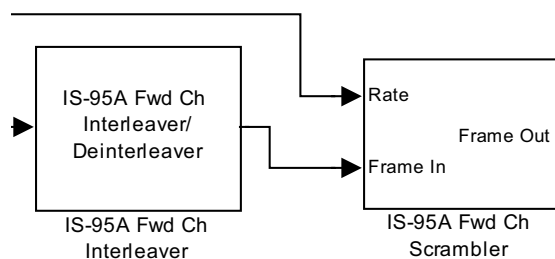 IS-95A Fwd Ch
Interleaver/
Deinterleaver
IS-95A Fwd Ch
Interleaver
Rate
Frame Out
Frame In
IS-95A Fwd Ch
Scrambler